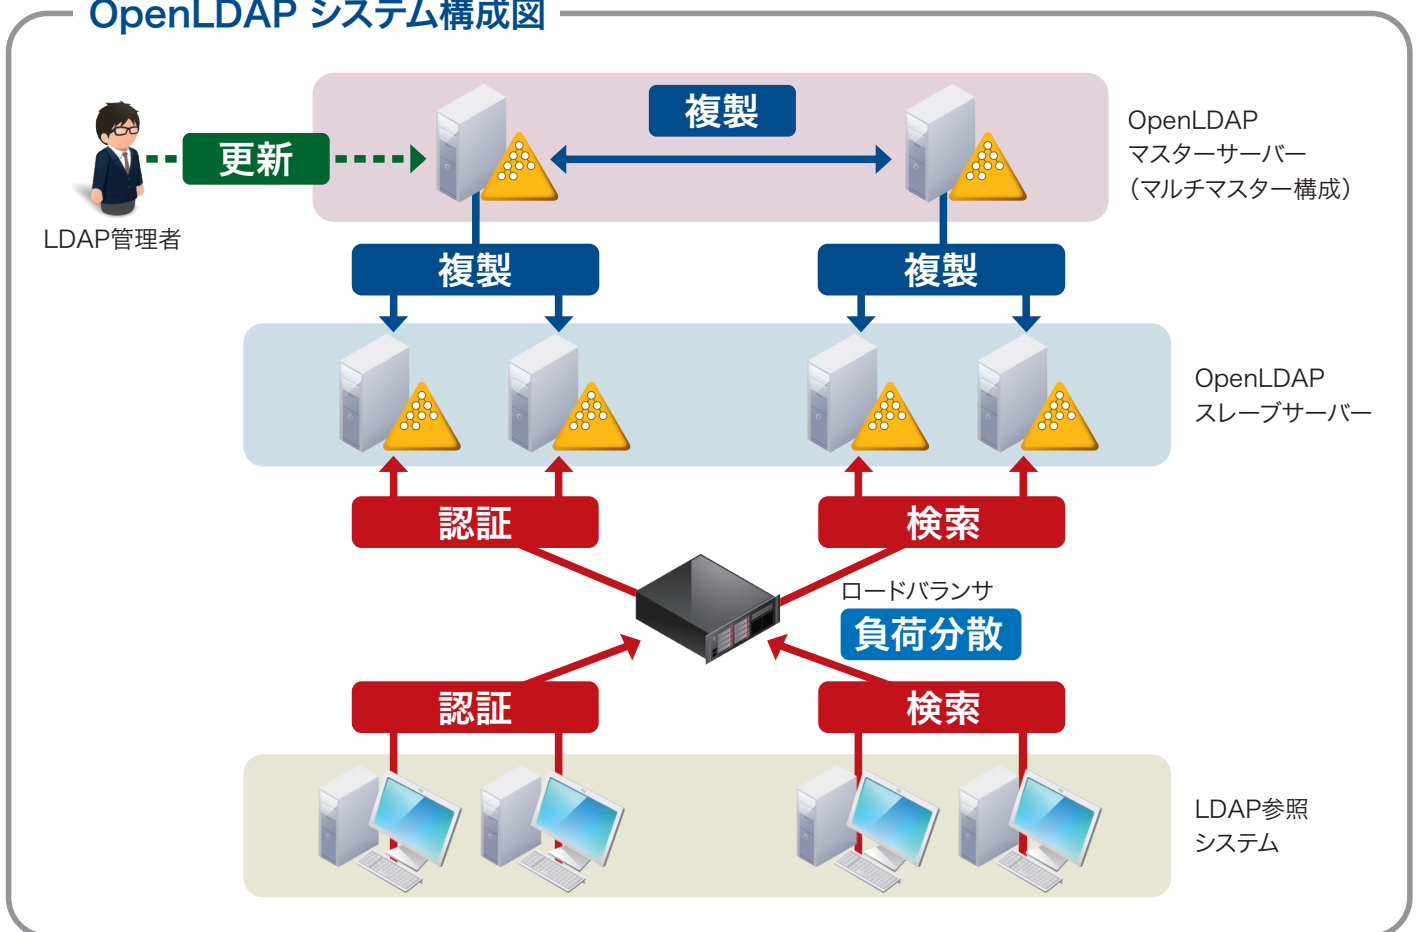 OpenLDAP システム構成図
複製
更新
OpenLDAP
マスターサーバー
（マルチマスター構成）
LDAP管理者
複製
複製
OpenLDAP
スレーブサーバー
認証
検索
ロードバランサ
負荷分散
認証
検索
LDAP参照
システム